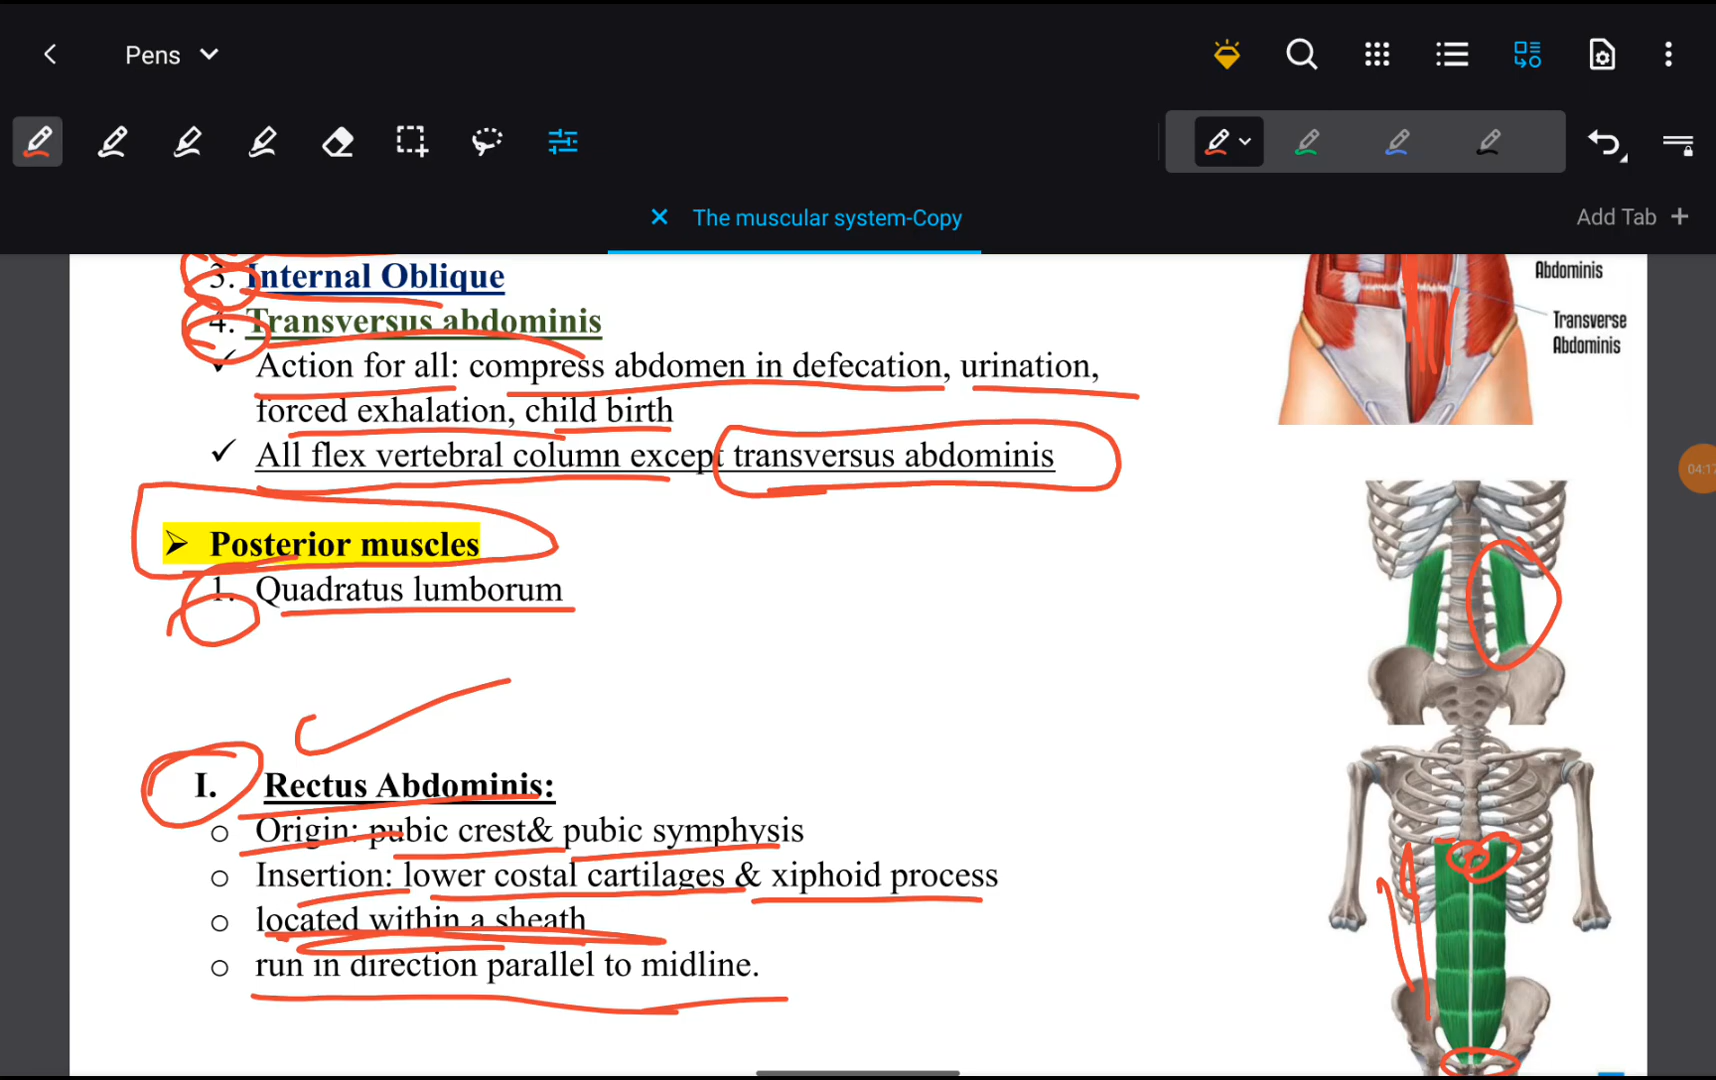 Pens
The muscular system-Copy
Add Tab +
3. Internal Oblique
4. Transversus abdominis
✓ Action for all: compress abdomen in defecation, urination,
forced exhalation, child birth
✓ All flex vertebral column except transversus abdominis
➢ Posterior muscles
1. Quadratus lumborum
I. Rectus Abdominis:
o Origin: pubic crest& pubic symphysis
o Insertion: lower costal cartilages & xiphoid process
o located within a sheath
o run in direction parallel to midline.
Abdominis
Transverse
Abdominis
04:17